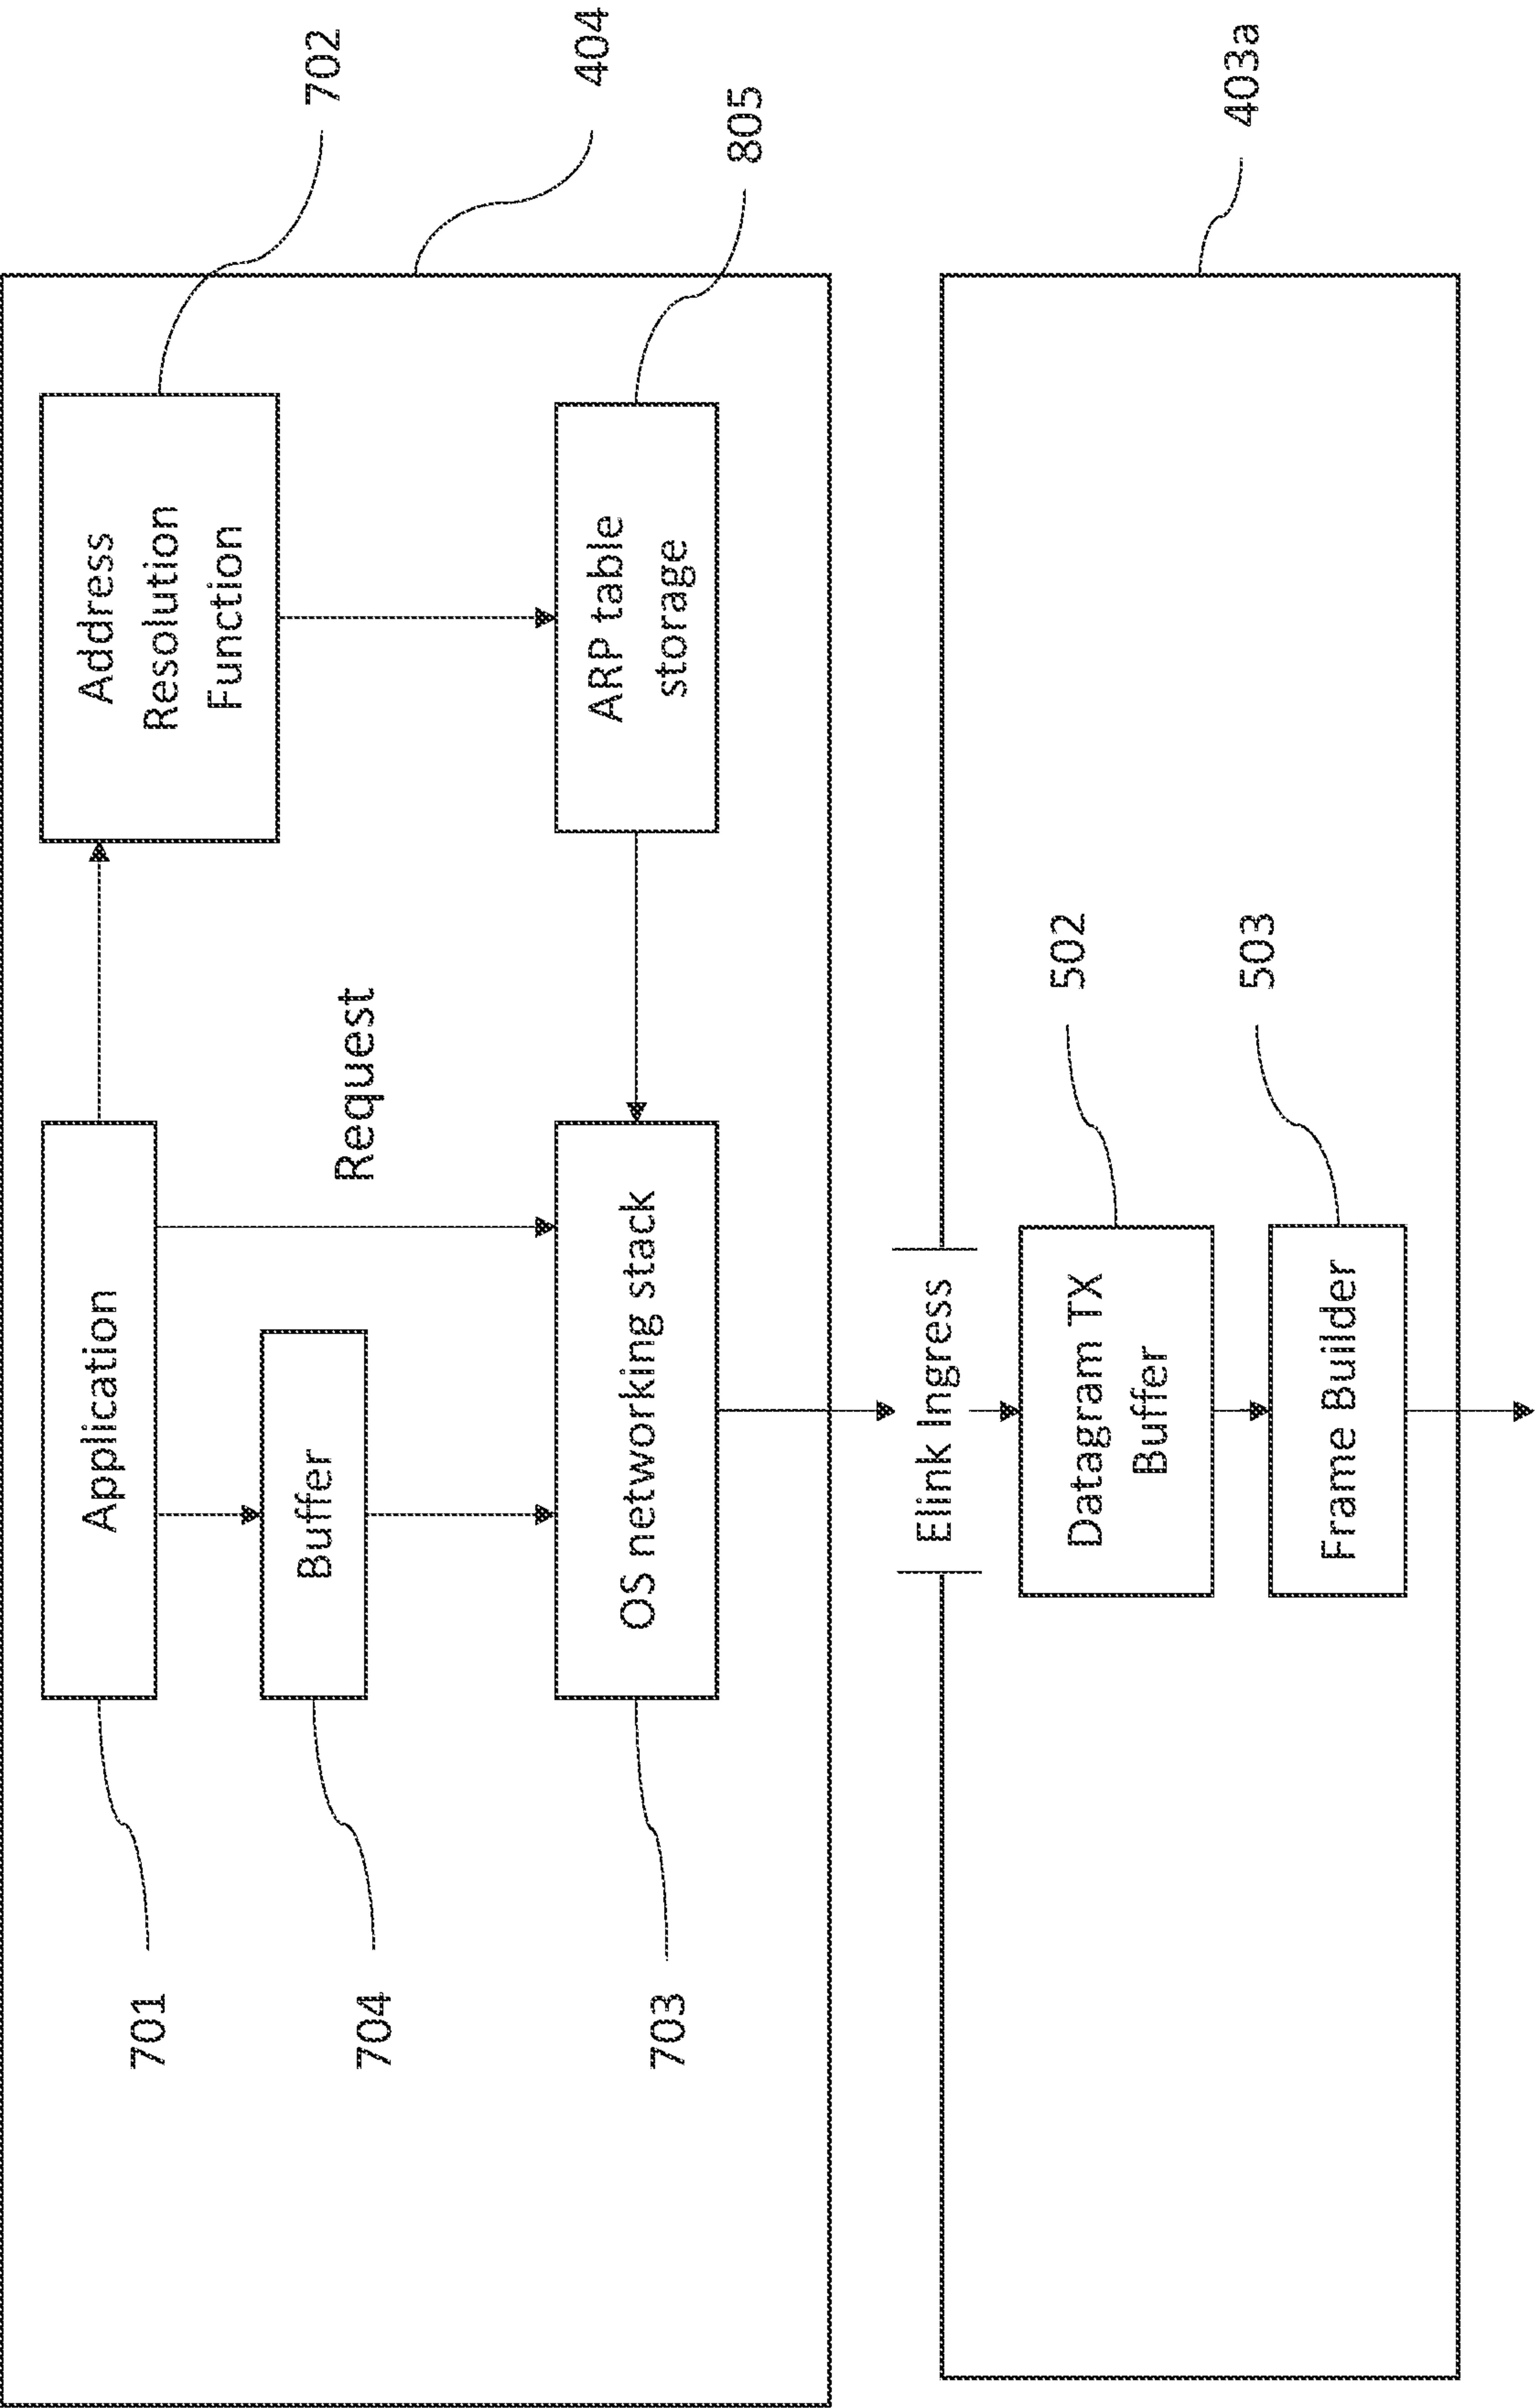 702
404
805
403a
Address
Resolution
Function
ARP table
storage
Request
Application
Buffer
OS networking stack
701
704
703
502
503
Elink Ingress
Datagram TX
Buffer
Frame Builder